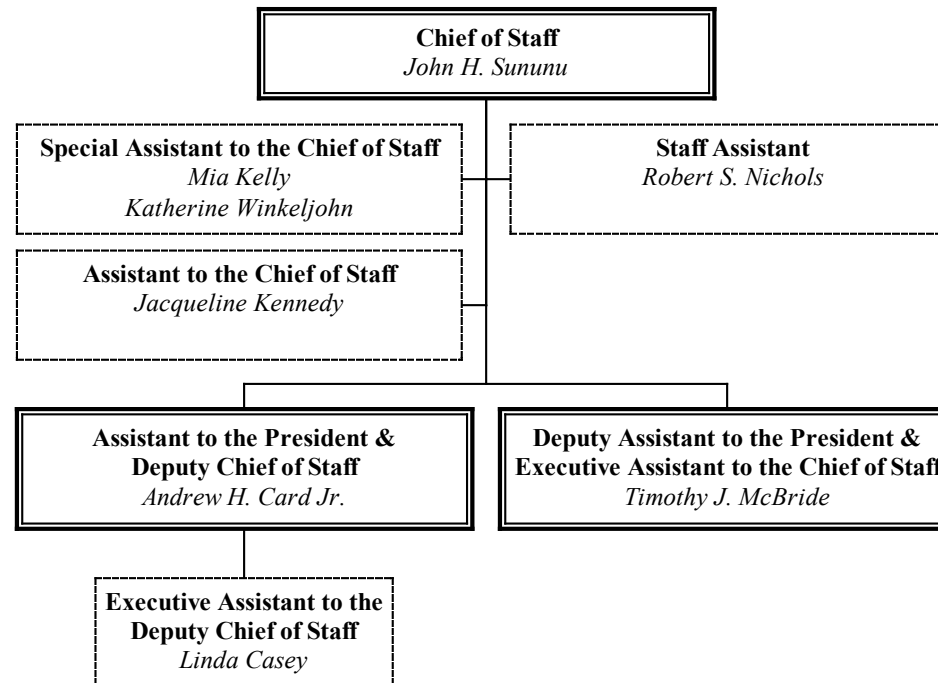 Chief of Staff
John H. Sununu
Special Assistant to the Chief of Staff
Mia Kelly
Katherine Winkeljohn
Staff Assistant
Robert S. Nichols
Assistant to the Chief of Staff
Jacqueline Kennedy
Assistant to the President &
Deputy Chief of Staff
Andrew H. Card Jr.
Deputy Assistant to the President &
Executive Assistant to the Chief of Staff
Timothy J. McBride
Executive Assistant to the
Deputy Chief of Staff
Linda Casey